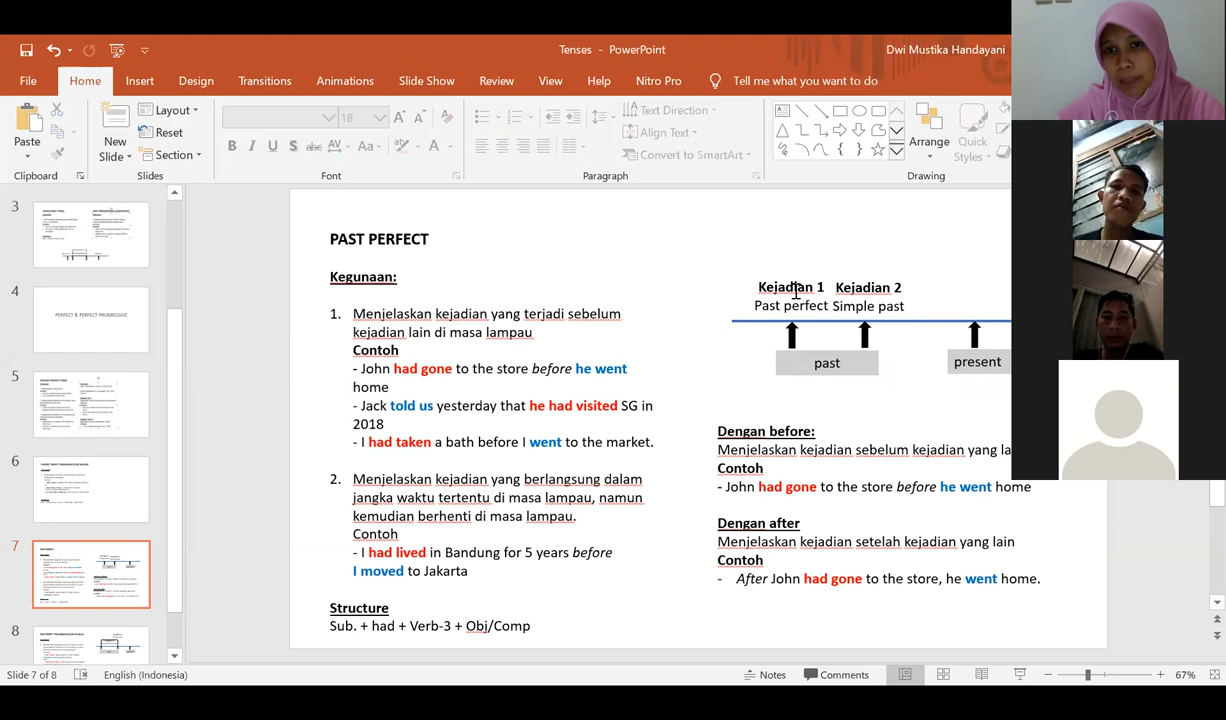 Tenses - PowerPoint
Dwi Mustika Handayani
File Home Insert Design Transitions Animations Slide Show Review View Help Nitro Pro Tell me what you want to do
Paste
Clipboard
New
Slide
Layout
Reset
Section
Slides
18
Font
Text Direction
Align Text
Convert to SmartArt
Paragraph
Arrange
Quick
Styles
Drawing
3
4
PERFECT & PERFECT PROGRESSIVE
5
6
7
8
PAST PERFECT
Kegunaan:
1. Menjelaskan kejadian yang terjadi sebelum
kejadian lain di masa lampau
Contoh
- John had gone to the store before he went
home
- Jack told us yesterday that he had visited SG in
2018
- I had taken a bath before I went to the market.
2. Menjelaskan kejadian yang berlangsung dalam
jangka waktu tertentu di masa lampau, namun
kemudian berhenti di masa lampau.
Contoh
- I had lived in Bandung for 5 years before
I moved to Jakarta
Structure
Sub. + had + Verb-3 + Obj/Comp
Kejadian 1 Kejadian 2
Past perfect Simple past
past
present
Dengan before:
Menjelaskan kejadian sebelum kejadian yang la
Contoh
- John had gone to the store before he went home
Dengan after
Menjelaskan kejadian setelah kejadian yang lain
Contoh
- After John had gone to the store, he went home.
Slide 7 of 8
English (Indonesia)
Notes
Comments
67%